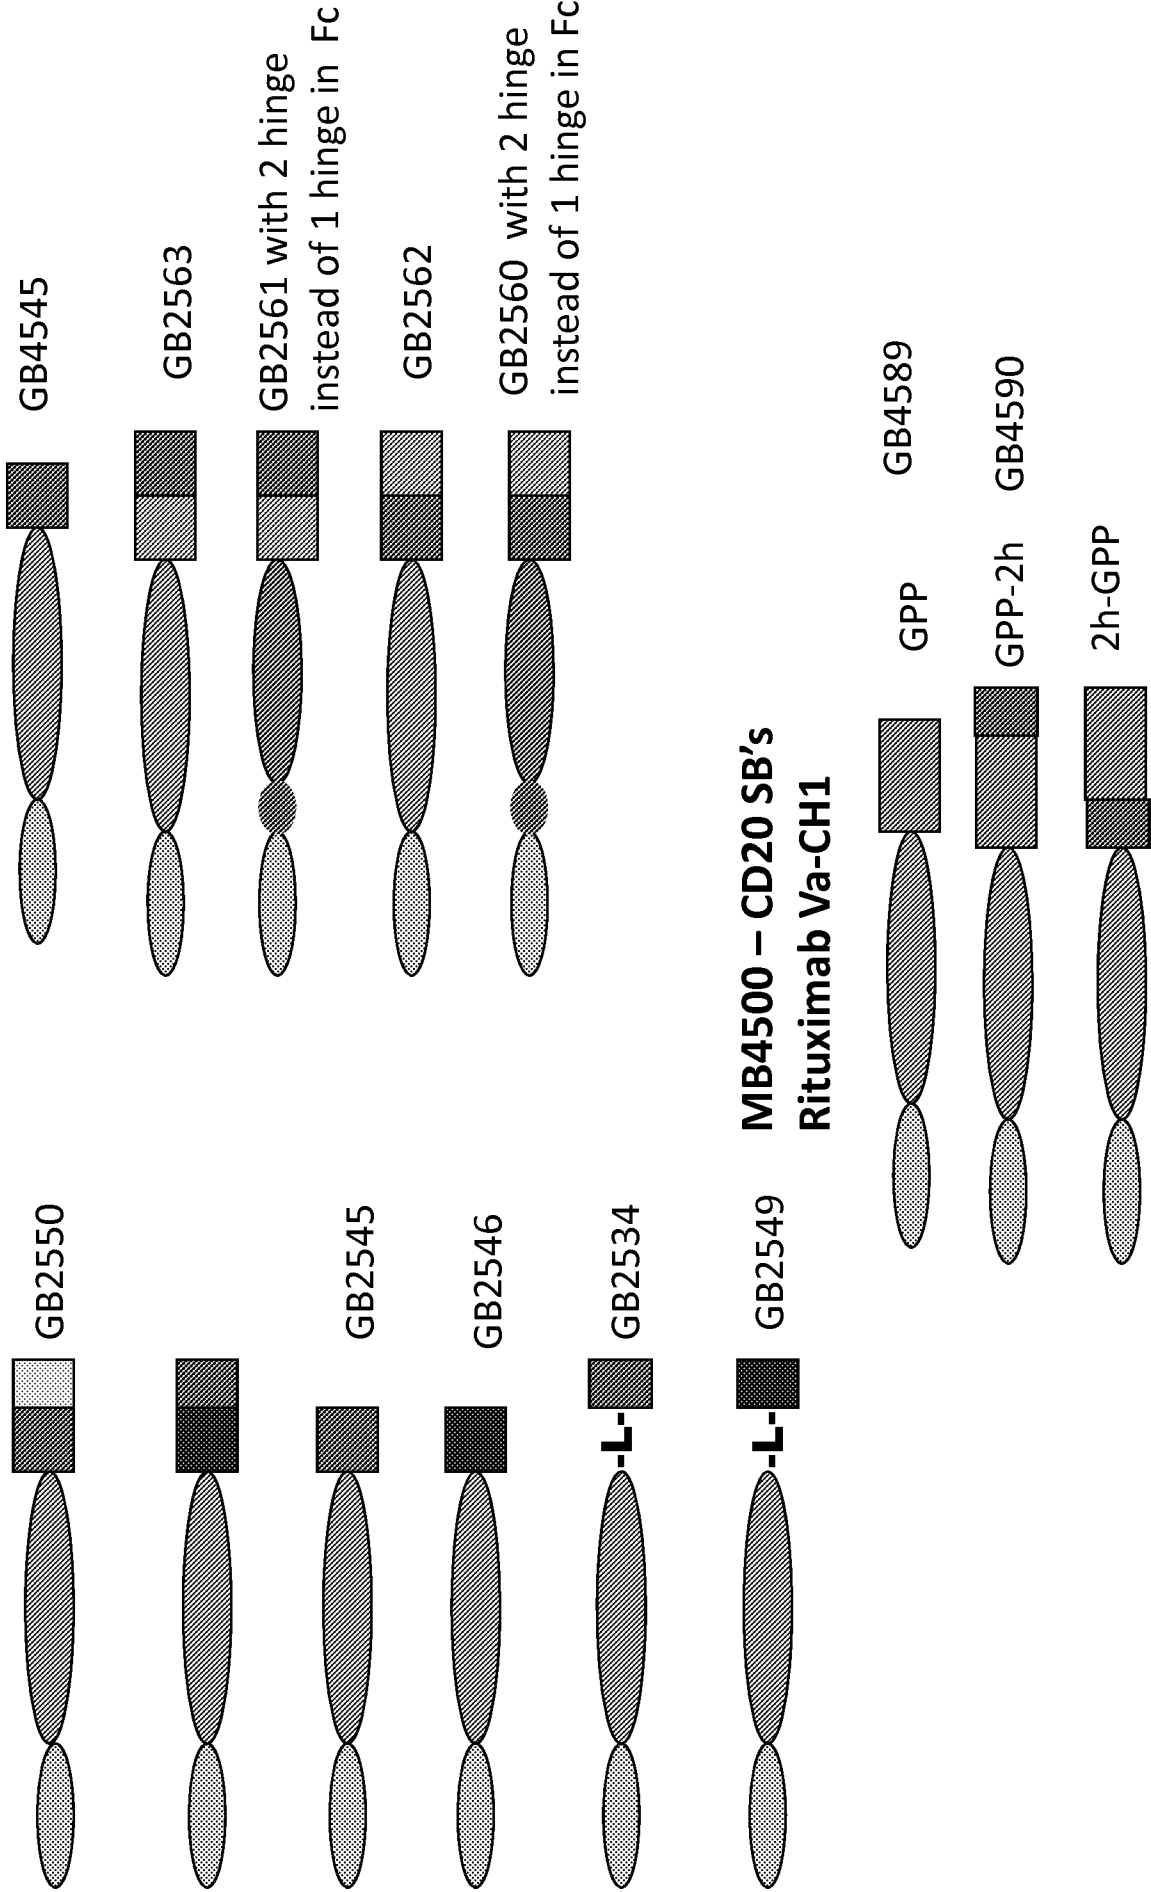 GB2550
GB2545
GB2546
-L-
GB2534
-L-
GB2549
GB4545
GB2563
GB2561 with 2 hinge
instead of 1 hinge in Fc
GB2562
GB2560 with 2 hinge
instead of 1 hinge in Fc
MB4500 – CD20 SB's
Rituximab Va-CH1
GPP GB4589
GPP-2h GB4590
2h-GPP